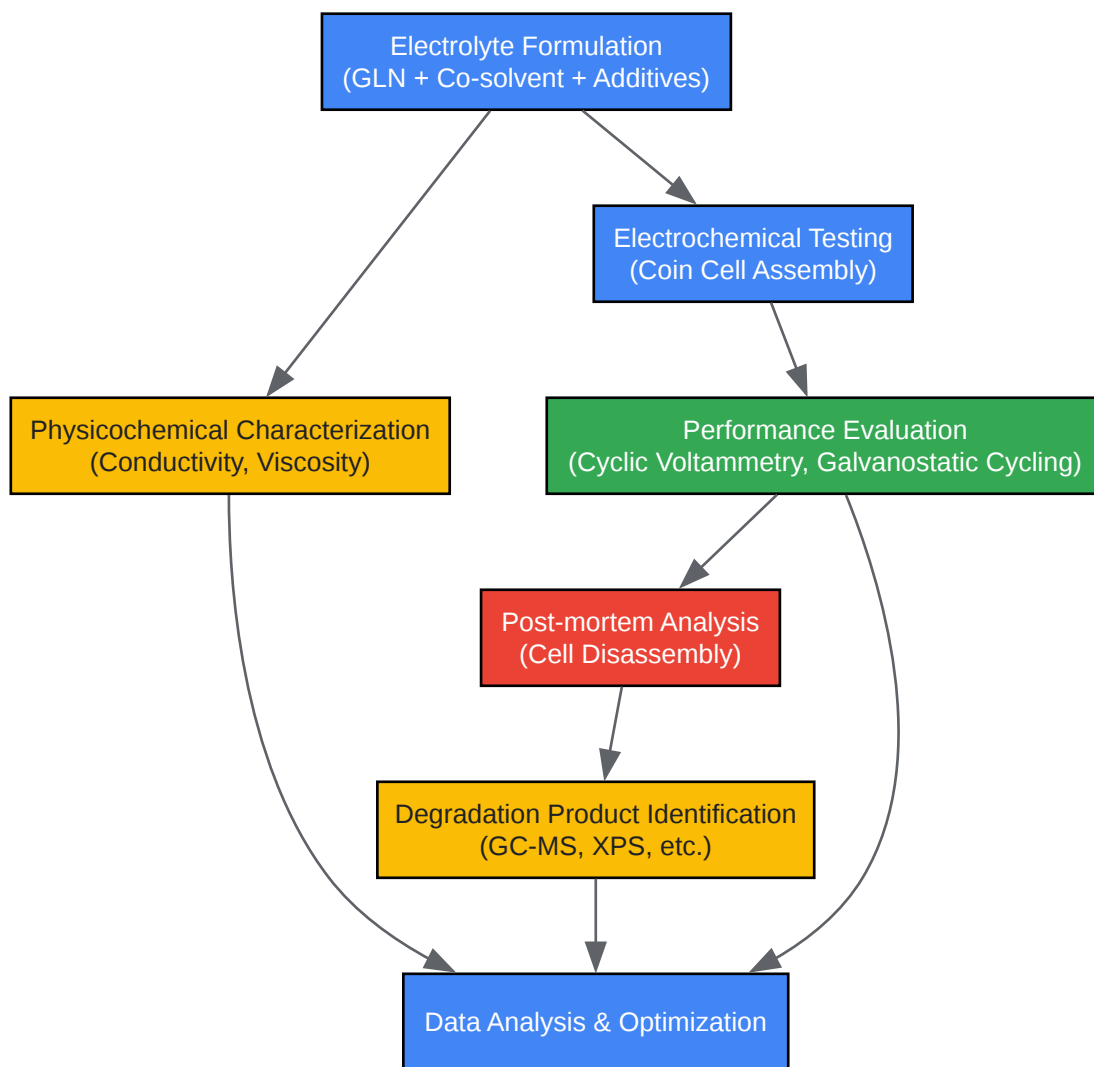 Electrolyte Formulation
(GLN + Co-solvent + Additives)
Electrochemical Testing
(Coin Cell Assembly)
Physicochemical Characterization
(Conductivity, Viscosity)
Performance Evaluation
(Cyclic Voltammetry, Galvanostatic Cycling)
Post-mortem Analysis
(Cell Disassembly)
Degradation Product Identification
(GC-MS, XPS, etc.)
Data Analysis & Optimization